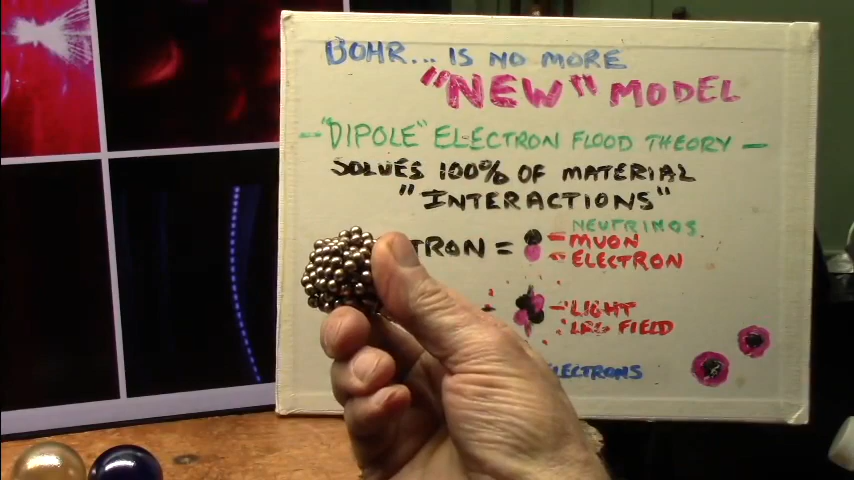 BOHR... IS NO MORE
"NEW" MODEL
- "DIPOLE" ELECTRON FLOOD THEORY -
SOLVES 100% OF MATERIAL
"INTERACTIONS"
NEUTRINOS
TRON = - MUON
- ELECTRON
- LIGHT
FIELD
ELECTRONS